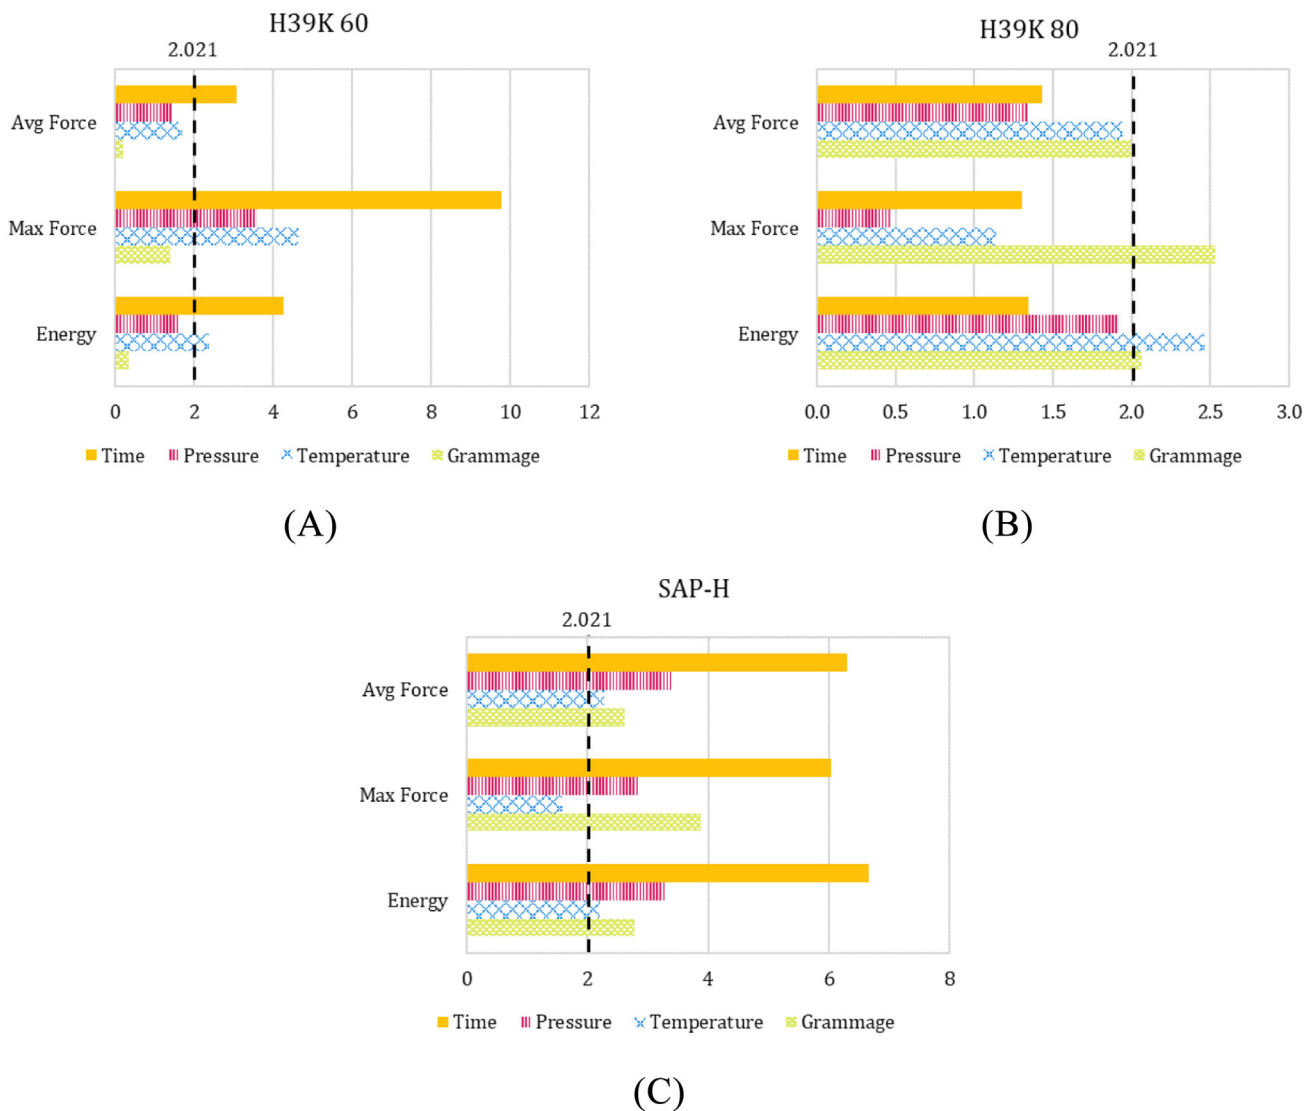 H39K 60
2.021
Avg Force
Max Force
Energy
0 2 4 6 8 10 12
Time Pressure Temperature Grammage
(A)
H39K 80
2.021
Avg Force
Max Force
Energy
0.0 0.5 1.0 1.5 2.0 2.5 3.0
Time Pressure Temperature Grammage
(B)
SAP-H
2.021
Avg Force
Max Force
Energy
0 2 4 6 8
Time Pressure Temperature Grammage
(C)